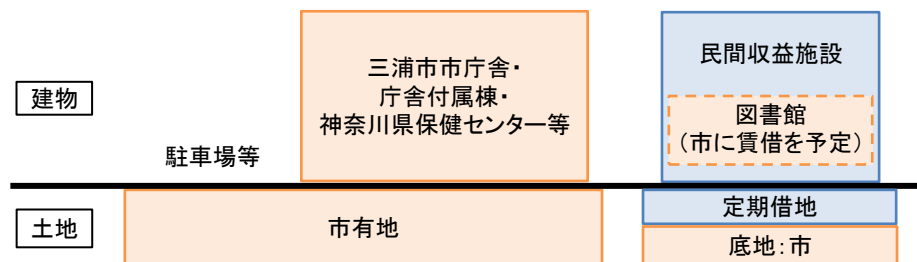 建物
駐車場等
三浦市市庁舎・
庁舎付属棟・
神奈川県保健センター等
民間収益施設
図書館
（市に賃借を予定）
土地
市有地
定期借地
底地：市